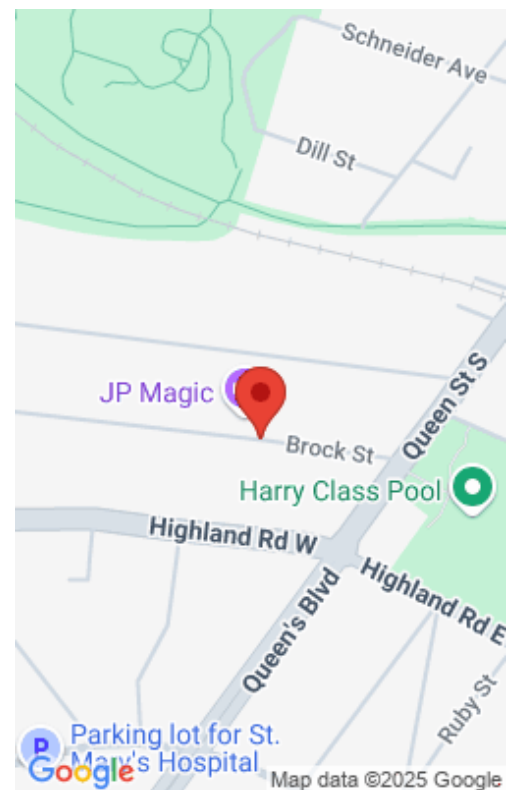 Schneider Ave
Dill St
Queen St S
JP Magic
Brock St
Harry Class Pool
Highland Rd W
Highland Rd E
Queen's Blvd
Ruby St
P
Parking lot for St.
Mary's Hospital
Google
Map data ©2025 Google